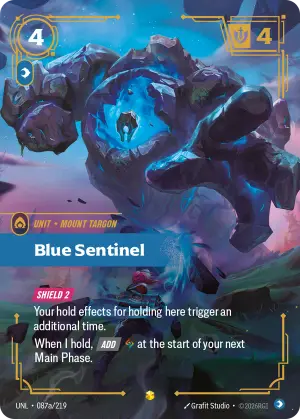 4
4
UNIT • MOUNT TARGON
Blue Sentinel
SHIELD 2
Your hold effects for holding here trigger an
additional time.
When I hold, ADD at the start of your next
Main Phase.
UNL • 087a/219
Grafit Studio • ©2026RGI